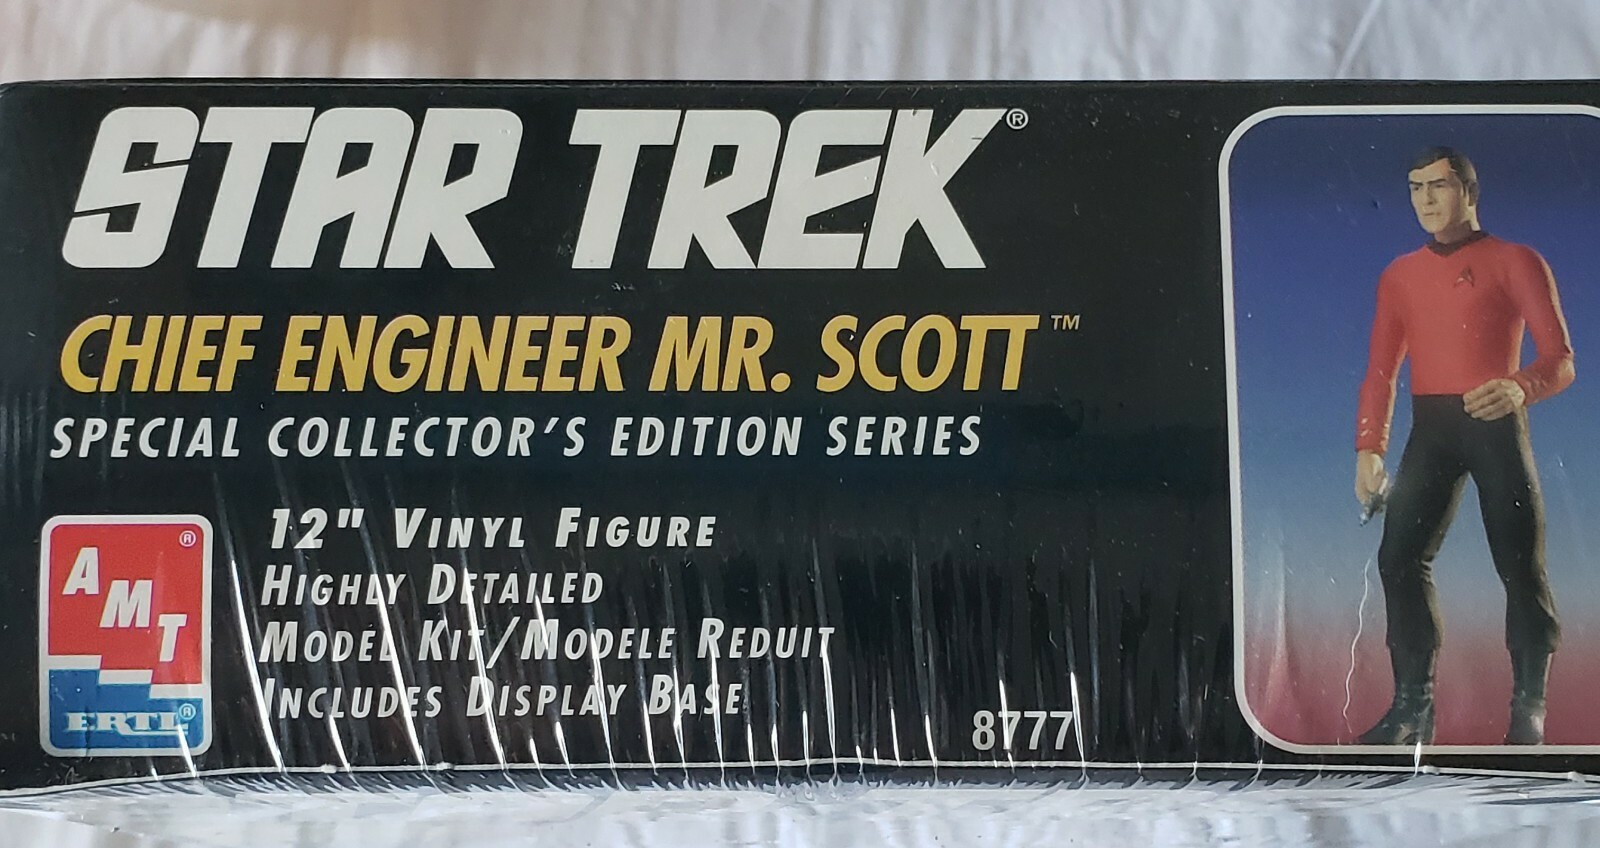 STAR TREK®
CHIEF ENGINEER MR. SCOTT™
SPECIAL COLLECTOR'S EDITION SERIES
12" VINYL FIGURE
HIGHLY DETAILED
MODEL KIT/MODELE REDUIT
INCLUDES DISPLAY BASE
AMT®
ERTL®
8777